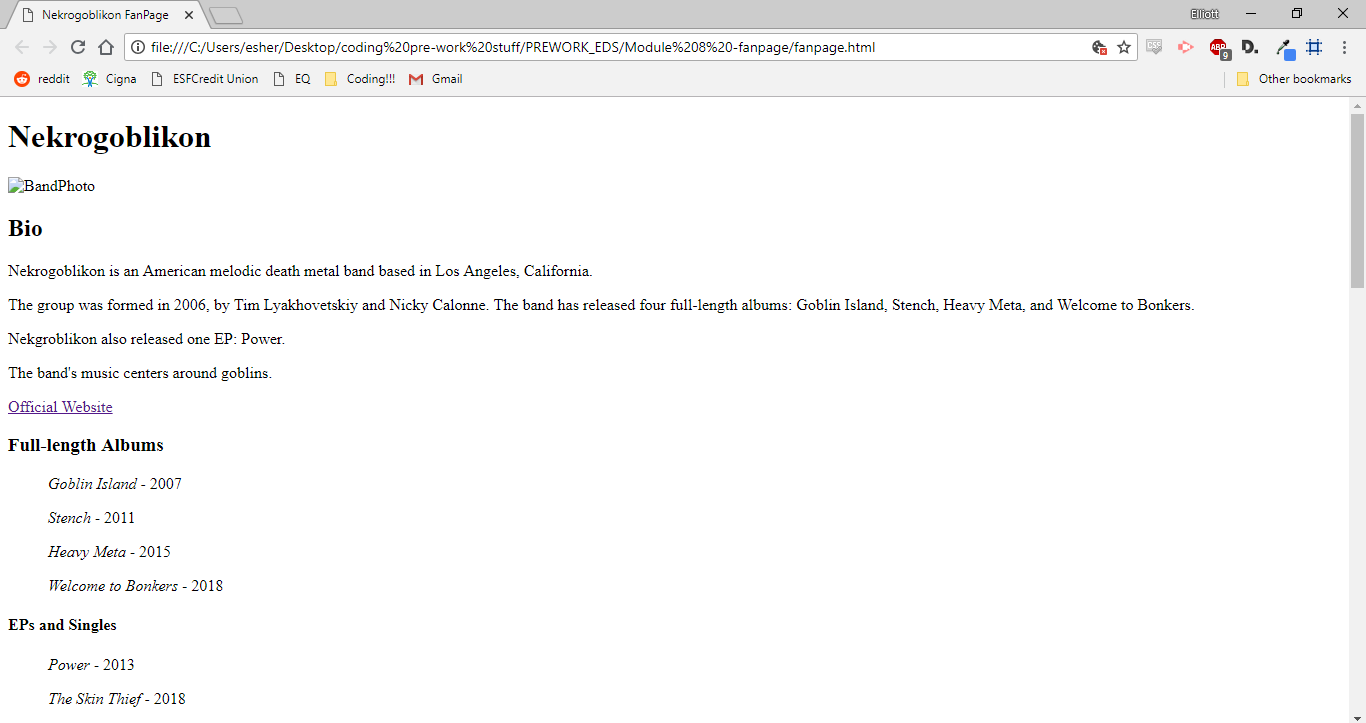 Nekrogoblikon FanPage
Elliott
file:///C:/Users/esher/Desktop/coding%20pre-work%20stuff/PREWORK_EDS/Module%208%20-fanpage/fanpage.html
CSF
ABP
9
D.
reddit
Cigna
ESFCredit Union
EQ
Coding!!!
Gmail
Other bookmarks
Nekrogoblikon
BandPhoto
Bio
Nekrogoblikon is an American melodic death metal band based in Los Angeles, California.
The group was formed in 2006, by Tim Lyakhovetskiy and Nicky Calonne. The band has released four full-length albums: Goblin Island, Stench, Heavy Meta, and Welcome to Bonkers.
Nekgroblikon also released one EP: Power.
The band's music centers around goblins.
Official Website
Full-length Albums
Goblin Island - 2007
Stench - 2011
Heavy Meta - 2015
Welcome to Bonkers - 2018
EPs and Singles
Power - 2013
The Skin Thief - 2018